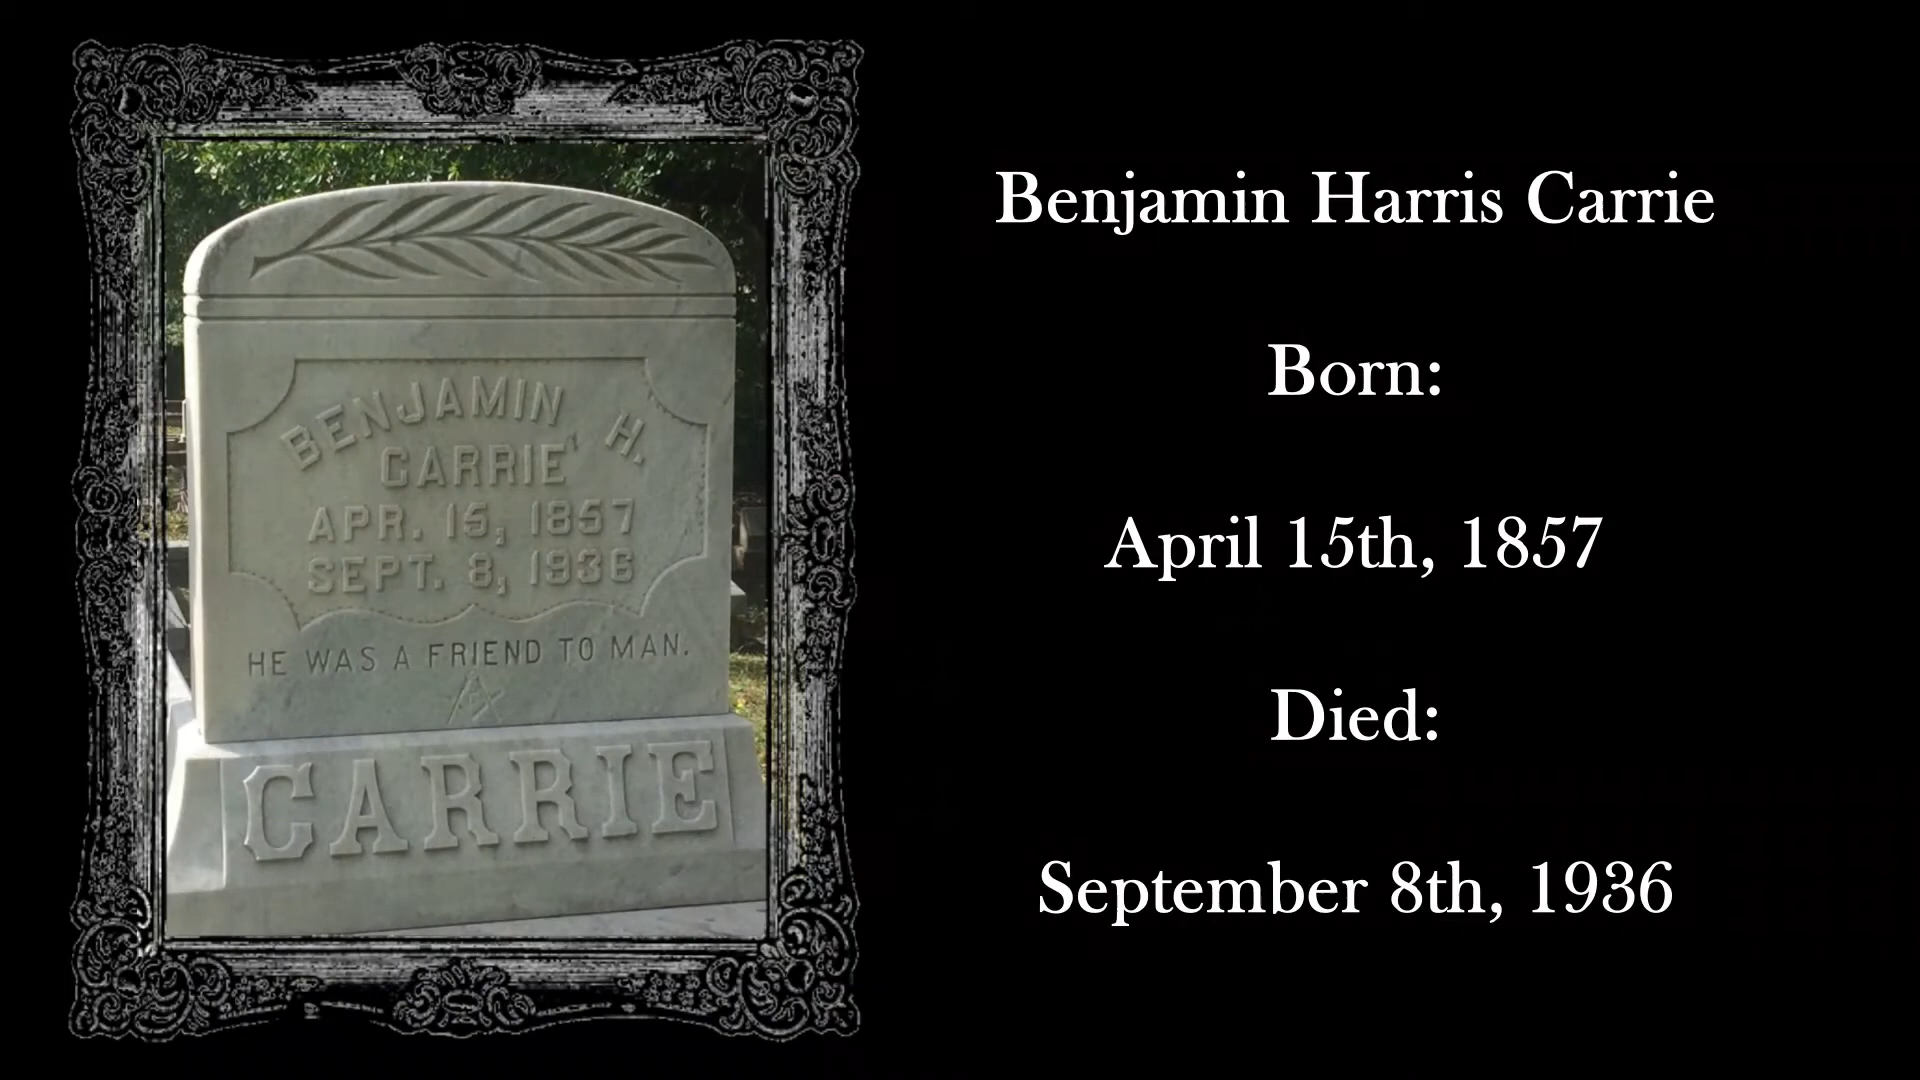 BENJAMIN H.
CARRIE'
APR. 15, 1857
SEPT. 8, 1936
HE WAS A FRIEND TO MAN.
CARRIE
Benjamin Harris Carrie
Born:
April 15th, 1857
Died:
September 8th, 1936